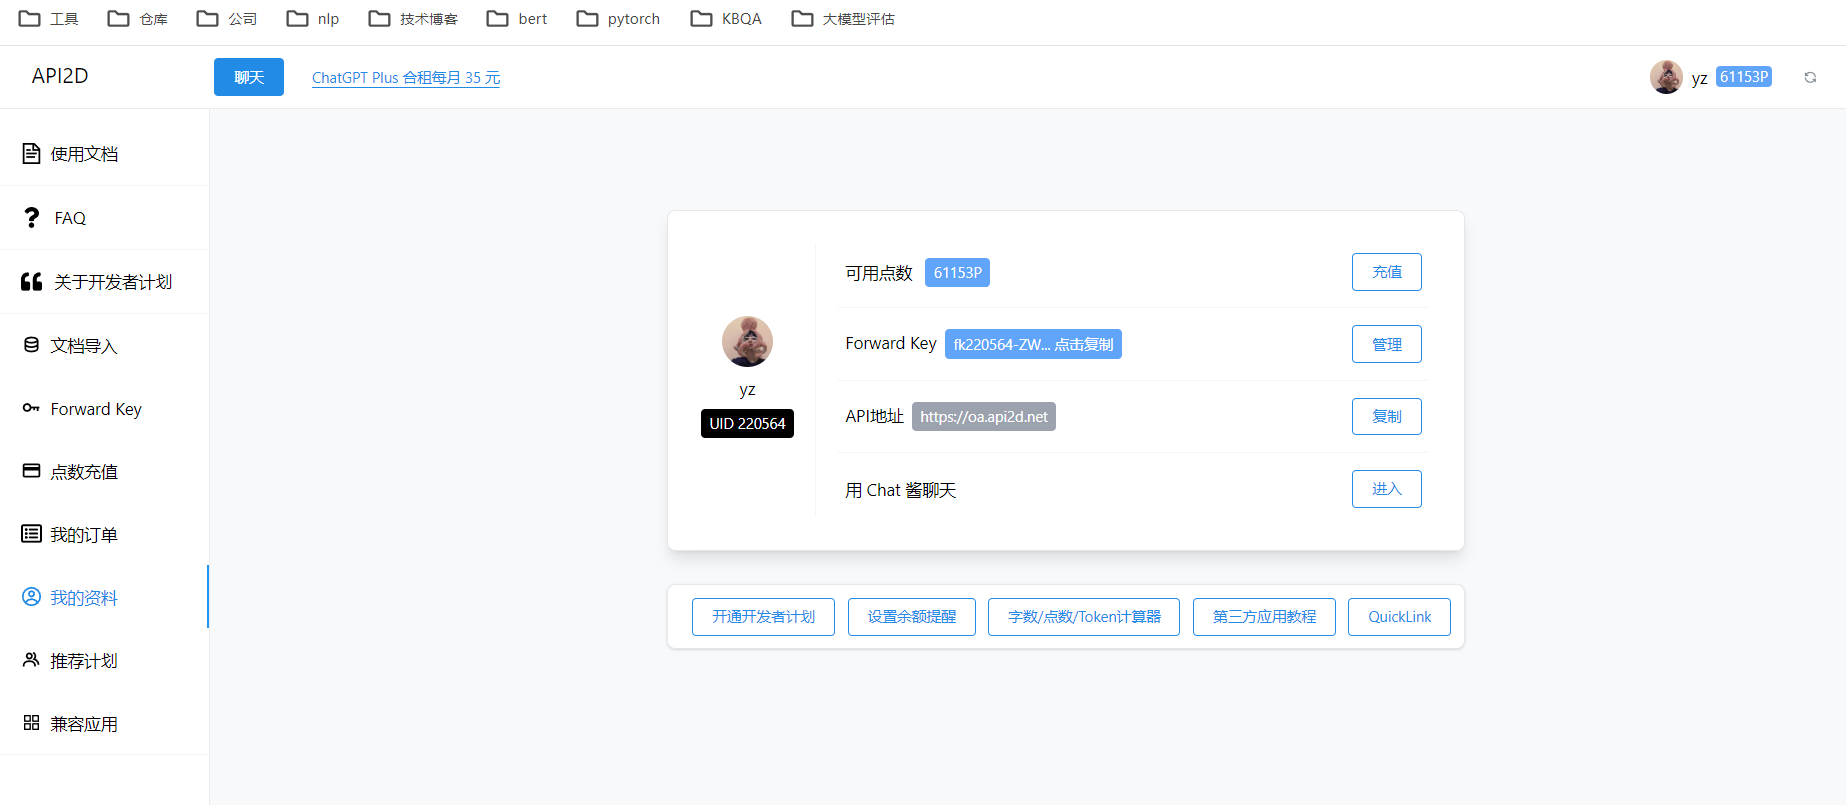 工具 仓库 公司 nlp 技术博客 bert pytorch KBQA 大模型评估
API2D 聊天 ChatGPT Plus 合租每月 35 元 yz 61153P
使用文档
FAQ
关于开发者计划
文档导入
Forward Key
点数充值
我的订单
我的资料
推荐计划
兼容应用
yz
UID 220564
可用点数 61153P 充值
Forward Key fk220564-ZW... 点击复制 管理
API地址 https://oa.api2d.net 复制
用 Chat 酱聊天 进入
开通开发者计划 设置余额提醒 字数/点数/Token计算器 第三方应用教程 QuickLink